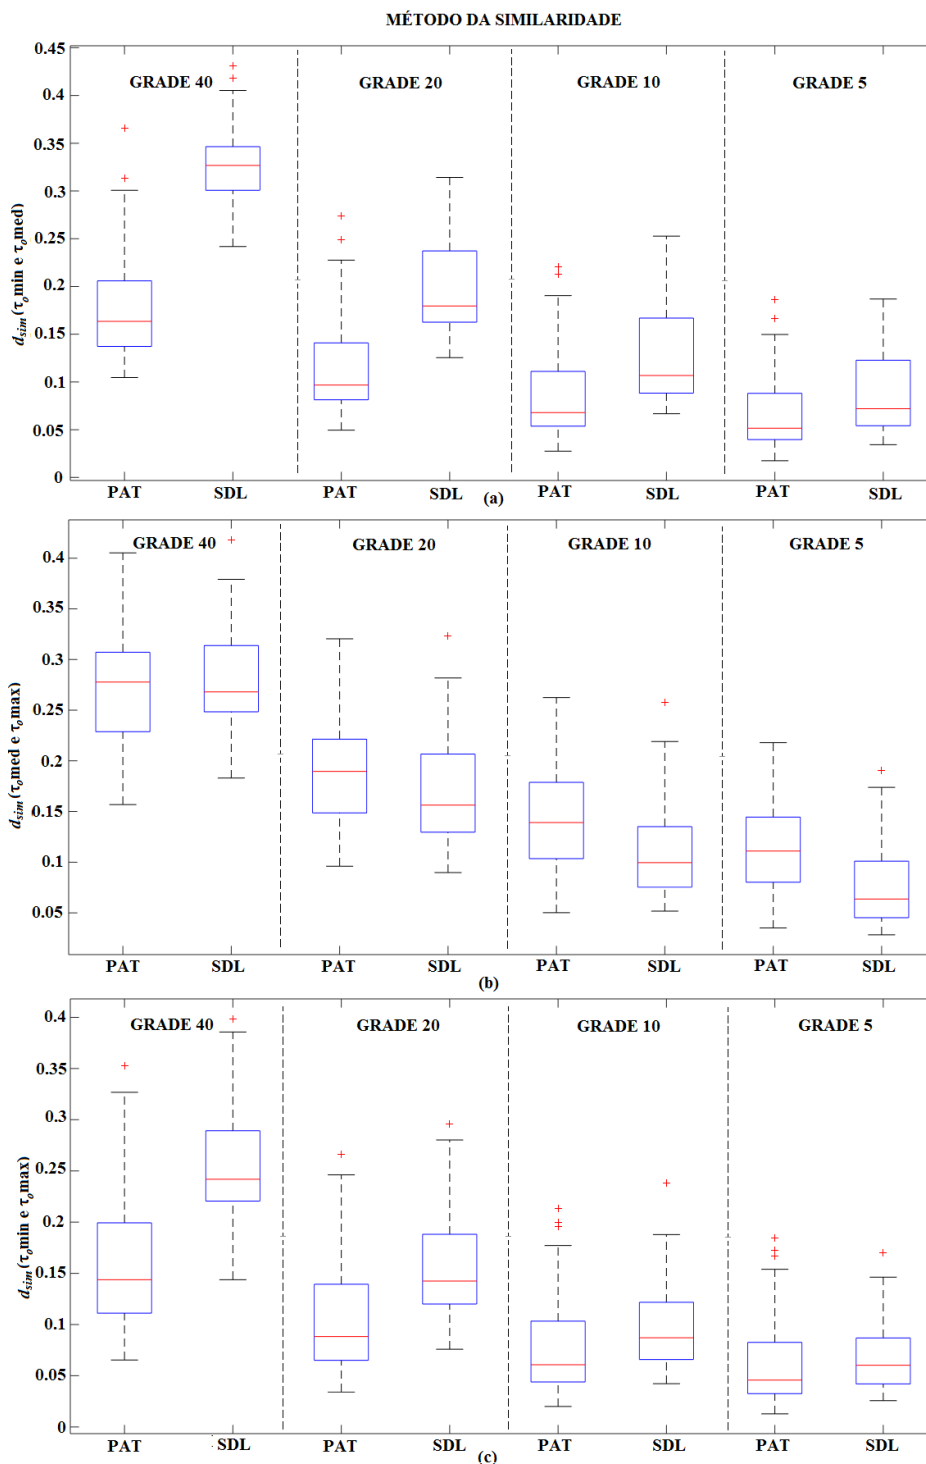 MÉTODO DA SIMILARIDADE
GRADE 40 GRADE 20 GRADE 10 GRADE 5
0.45
0.4
0.35
0.3
0.25
0.2
0.15
0.1
0.05
0
d_sim(τ_o min e τ_o med)
PAT SDL PAT SDL PAT SDL PAT SDL
(a)
GRADE 40 GRADE 20 GRADE 10 GRADE 5
0.4
0.35
0.3
0.25
0.2
0.15
0.1
0.05
d_sim(τ_o med e τ_o max)
PAT SDL PAT SDL PAT SDL PAT SDL
(b)
GRADE 40 GRADE 20 GRADE 10 GRADE 5
0.4
0.35
0.3
0.25
0.2
0.15
0.1
0.05
0
d_sim(τ_o min e τ_o max)
PAT SDL PAT SDL PAT SDL PAT SDL
(c)